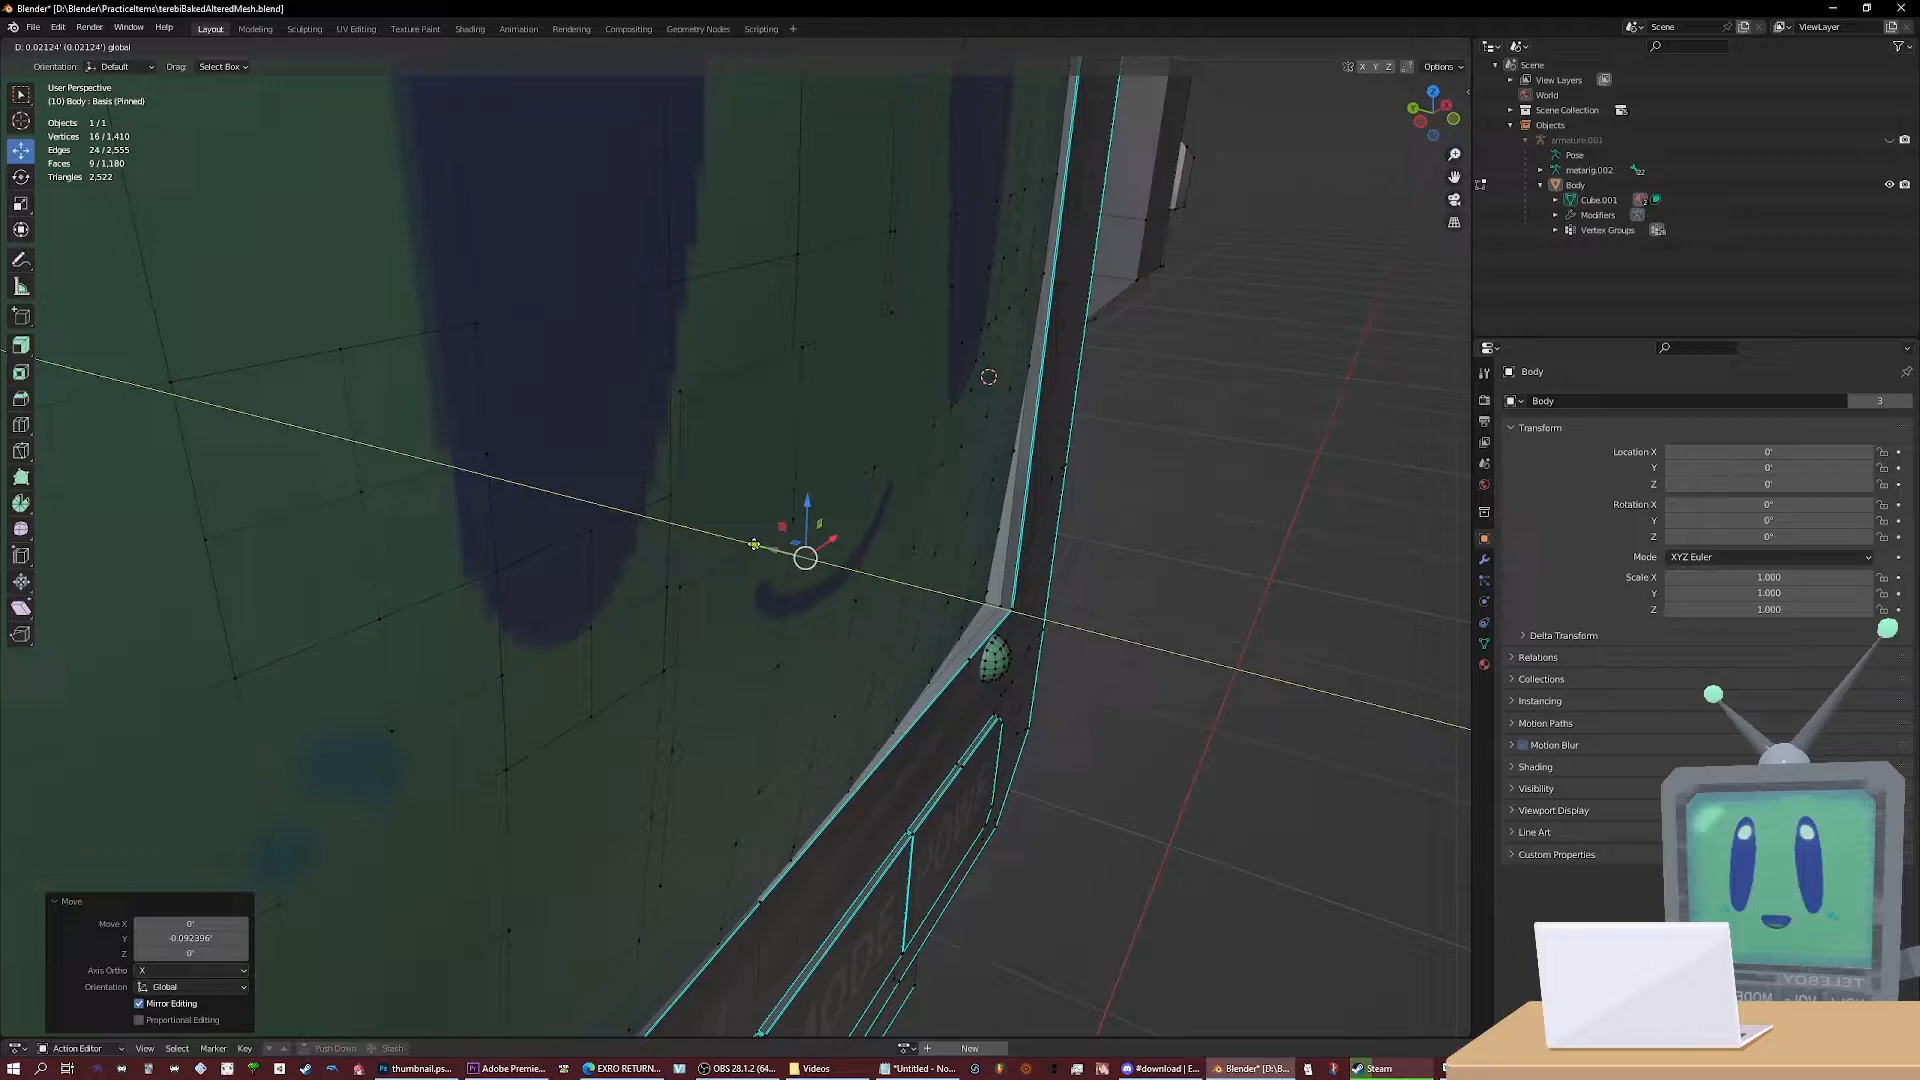 Blender* [D:\Blender\PracticeItems\terebiBakedAlteredMesh.blend]
File Edit Render Window Help
Layout Modeling Sculpting UV Editing Texture Paint Shading Animation Rendering Compositing Geometry Nodes Scripting +
Scene
ViewLayer
D: 0.02124' (0.02124') global
Orientation: Default Drag: Select Box
X Y Z Options
User Perspective
(10) Body : Basis (Pinned)
Objects 1 / 1
Vertices 16 / 1,410
Edges 24 / 2,555
Faces 9 / 1,180
Triangles 2,522
Scene
View Layers
World
Scene Collection
Objects
armature.001
Pose
metarig.002
22
Body
Cube.001
2
Modifiers
Vertex Groups
28
Body
Body
3
Transform
Location X 0'
Y 0'
Z 0'
Rotation X 0°
Y 0°
Z 0°
Mode XYZ Euler
Scale X 1.000
Y 1.000
Z 1.000
Delta Transform
Relations
Collections
Instancing
Motion Paths
Motion Blur
Shading
Visibility
Viewport Display
Line Art
Custom Properties
Move
Move X 0'
Y -0.092396'
Z 0'
Axis Ortho X
Orientation Global
Mirror Editing
Proportional Editing
MODE
TELEBOY
Action Editor View Select Marker Key Push Down Stash
+ New
thumbnail.ps...
Adobe Premie...
EXRO RETURN...
OBS 28.1.2 (64...
Videos
*Untitled - No...
#download | E...
Blender* [D:\B...
Steam